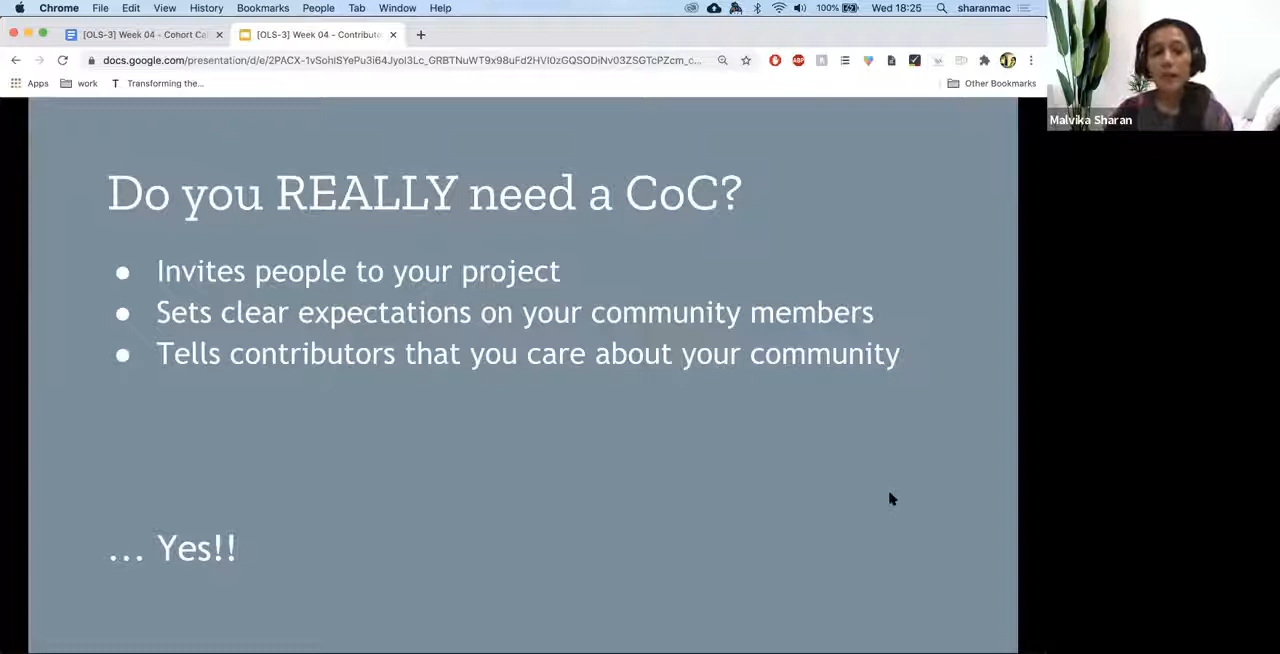 Chrome File Edit View History Bookmarks People Tab Window Help 100% Wed 18:25 sharanmac
[OLS-3] Week 04 - Cohort Ca [OLS-3] Week 04 - Contribut
docs.google.com/presentation/d/e/
Apps work T Transforming the... Other Bookmarks
Malvika Sharan
Do you REALLY need a CoC?
● Invites people to your project
● Sets clear expectations on your community members
● Tells contributors that you care about your community
... Yes!!